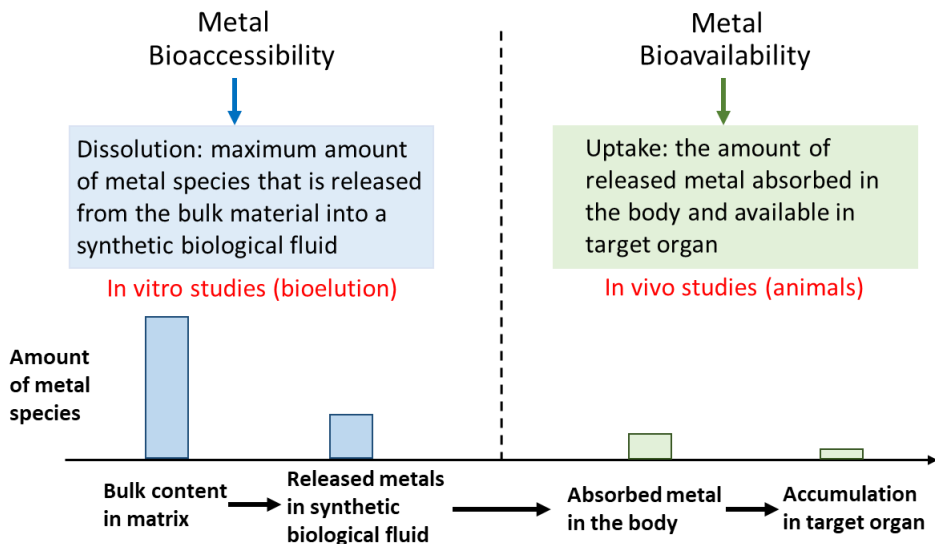 Metal
Bioaccessibility
Dissolution: maximum amount
of metal species that is released
from the bulk material into a
synthetic biological fluid
In vitro studies (bioelution)
Metal
Bioavailability
Uptake: the amount of
released metal absorbed in
the body and available in
target organ
In vivo studies (animals)
Amount
of metal
species
Bulk content
in matrix
Released metals
in synthetic
biological fluid
Absorbed metal
in the body
Accumulation
in target organ